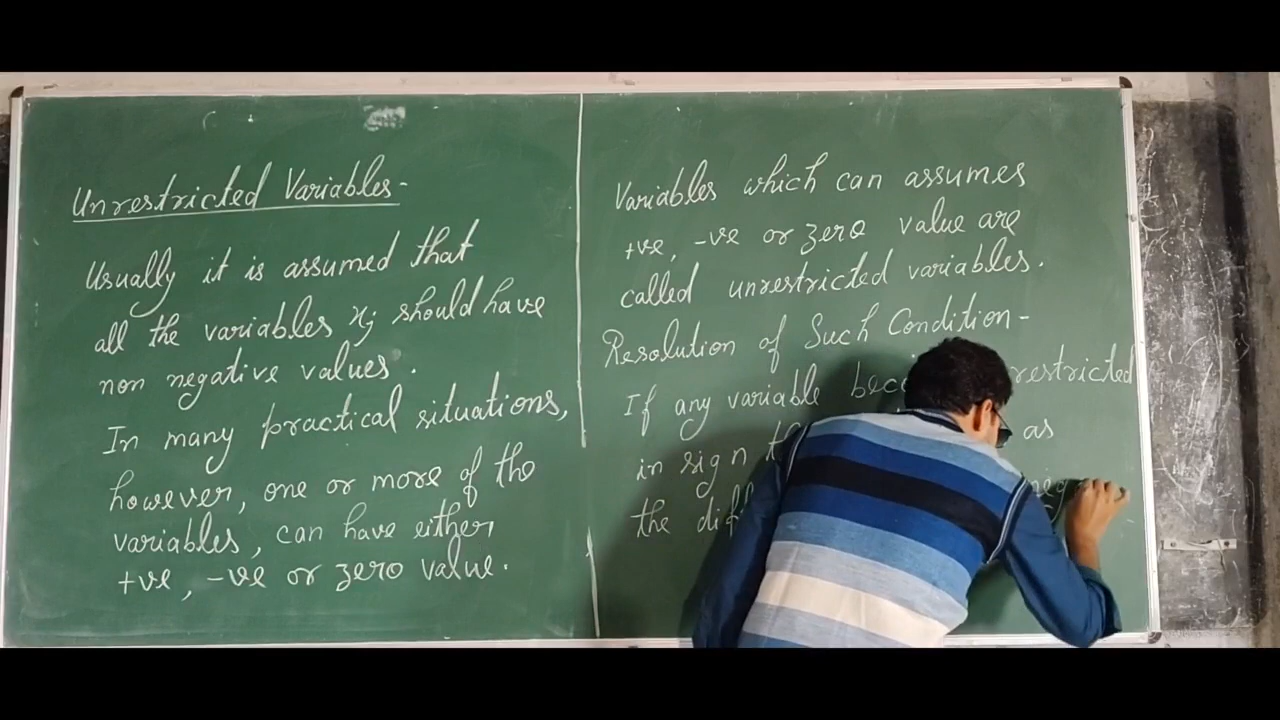 Unrestricted Variables-
Usually it is assumed that
all the variables xj should have
non negative values.
In many practical situations,
however, one or more of the
variables, can have either
+ve, -ve or zero value.
Variables which can assumes
+ve, -ve or zero value are
called unrestricted variables.
Resolution of Such Condition-
If any variable restricted
in sign as
the